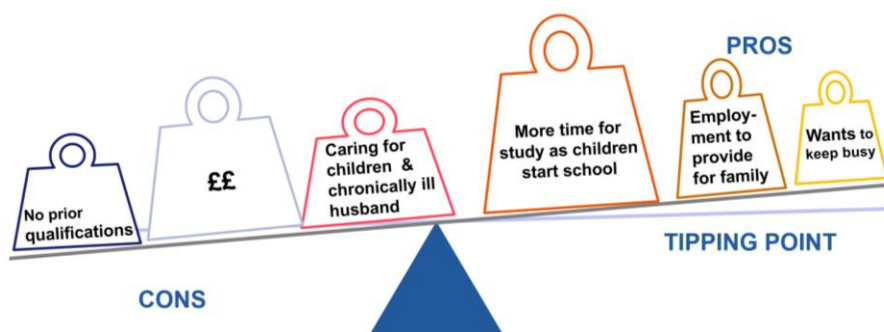 PROS
No prior
qualifications
££
Caring for
children &
chronically ill
husband
More time for
study as children
start school
Employ-
ment to
provide
for family
Wants to
keep busy
TIPPING POINT
CONS